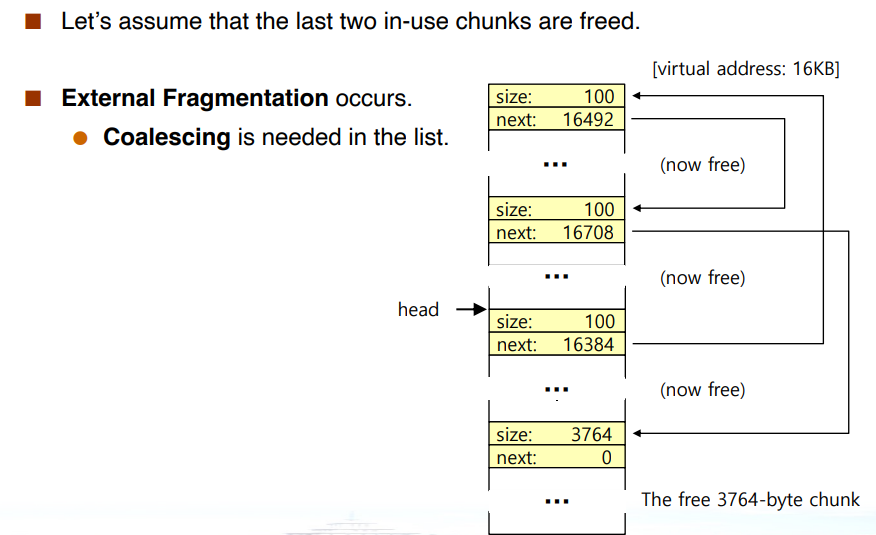 Let's assume that the last two in-use chunks are freed.
[virtual address: 16KB]
External Fragmentation occurs.
Coalescing is needed in the list.
size: 100
next: 16492
...
(now free)
size: 100
next: 16708
...
(now free)
head
size: 100
next: 16384
...
(now free)
size: 3764
next: 0
...
The free 3764-byte chunk